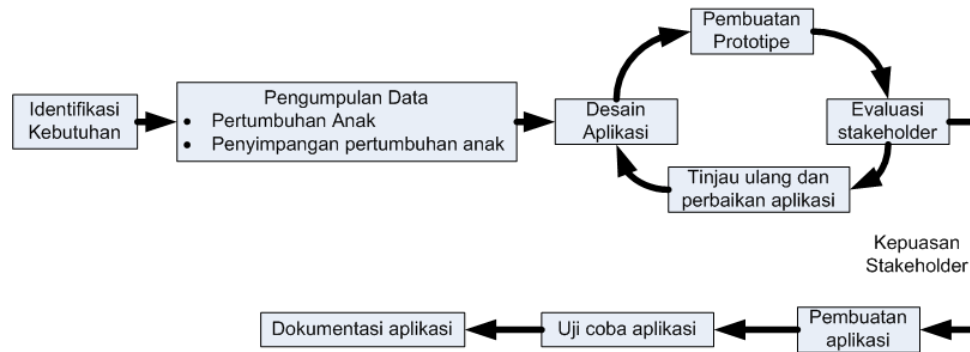 Identifikasi
Kebutuhan
Pengumpulan Data
• Pertumbuhan Anak
• Penyimpangan pertumbuhan anak
Desain
Aplikasi
Pembuatan
Prototipe
Evaluasi
stakeholder
Tinjau ulang dan
perbaikan aplikasi
Kepuasan
Stakeholder
Pembuatan
aplikasi
Uji coba aplikasi
Dokumentasi aplikasi